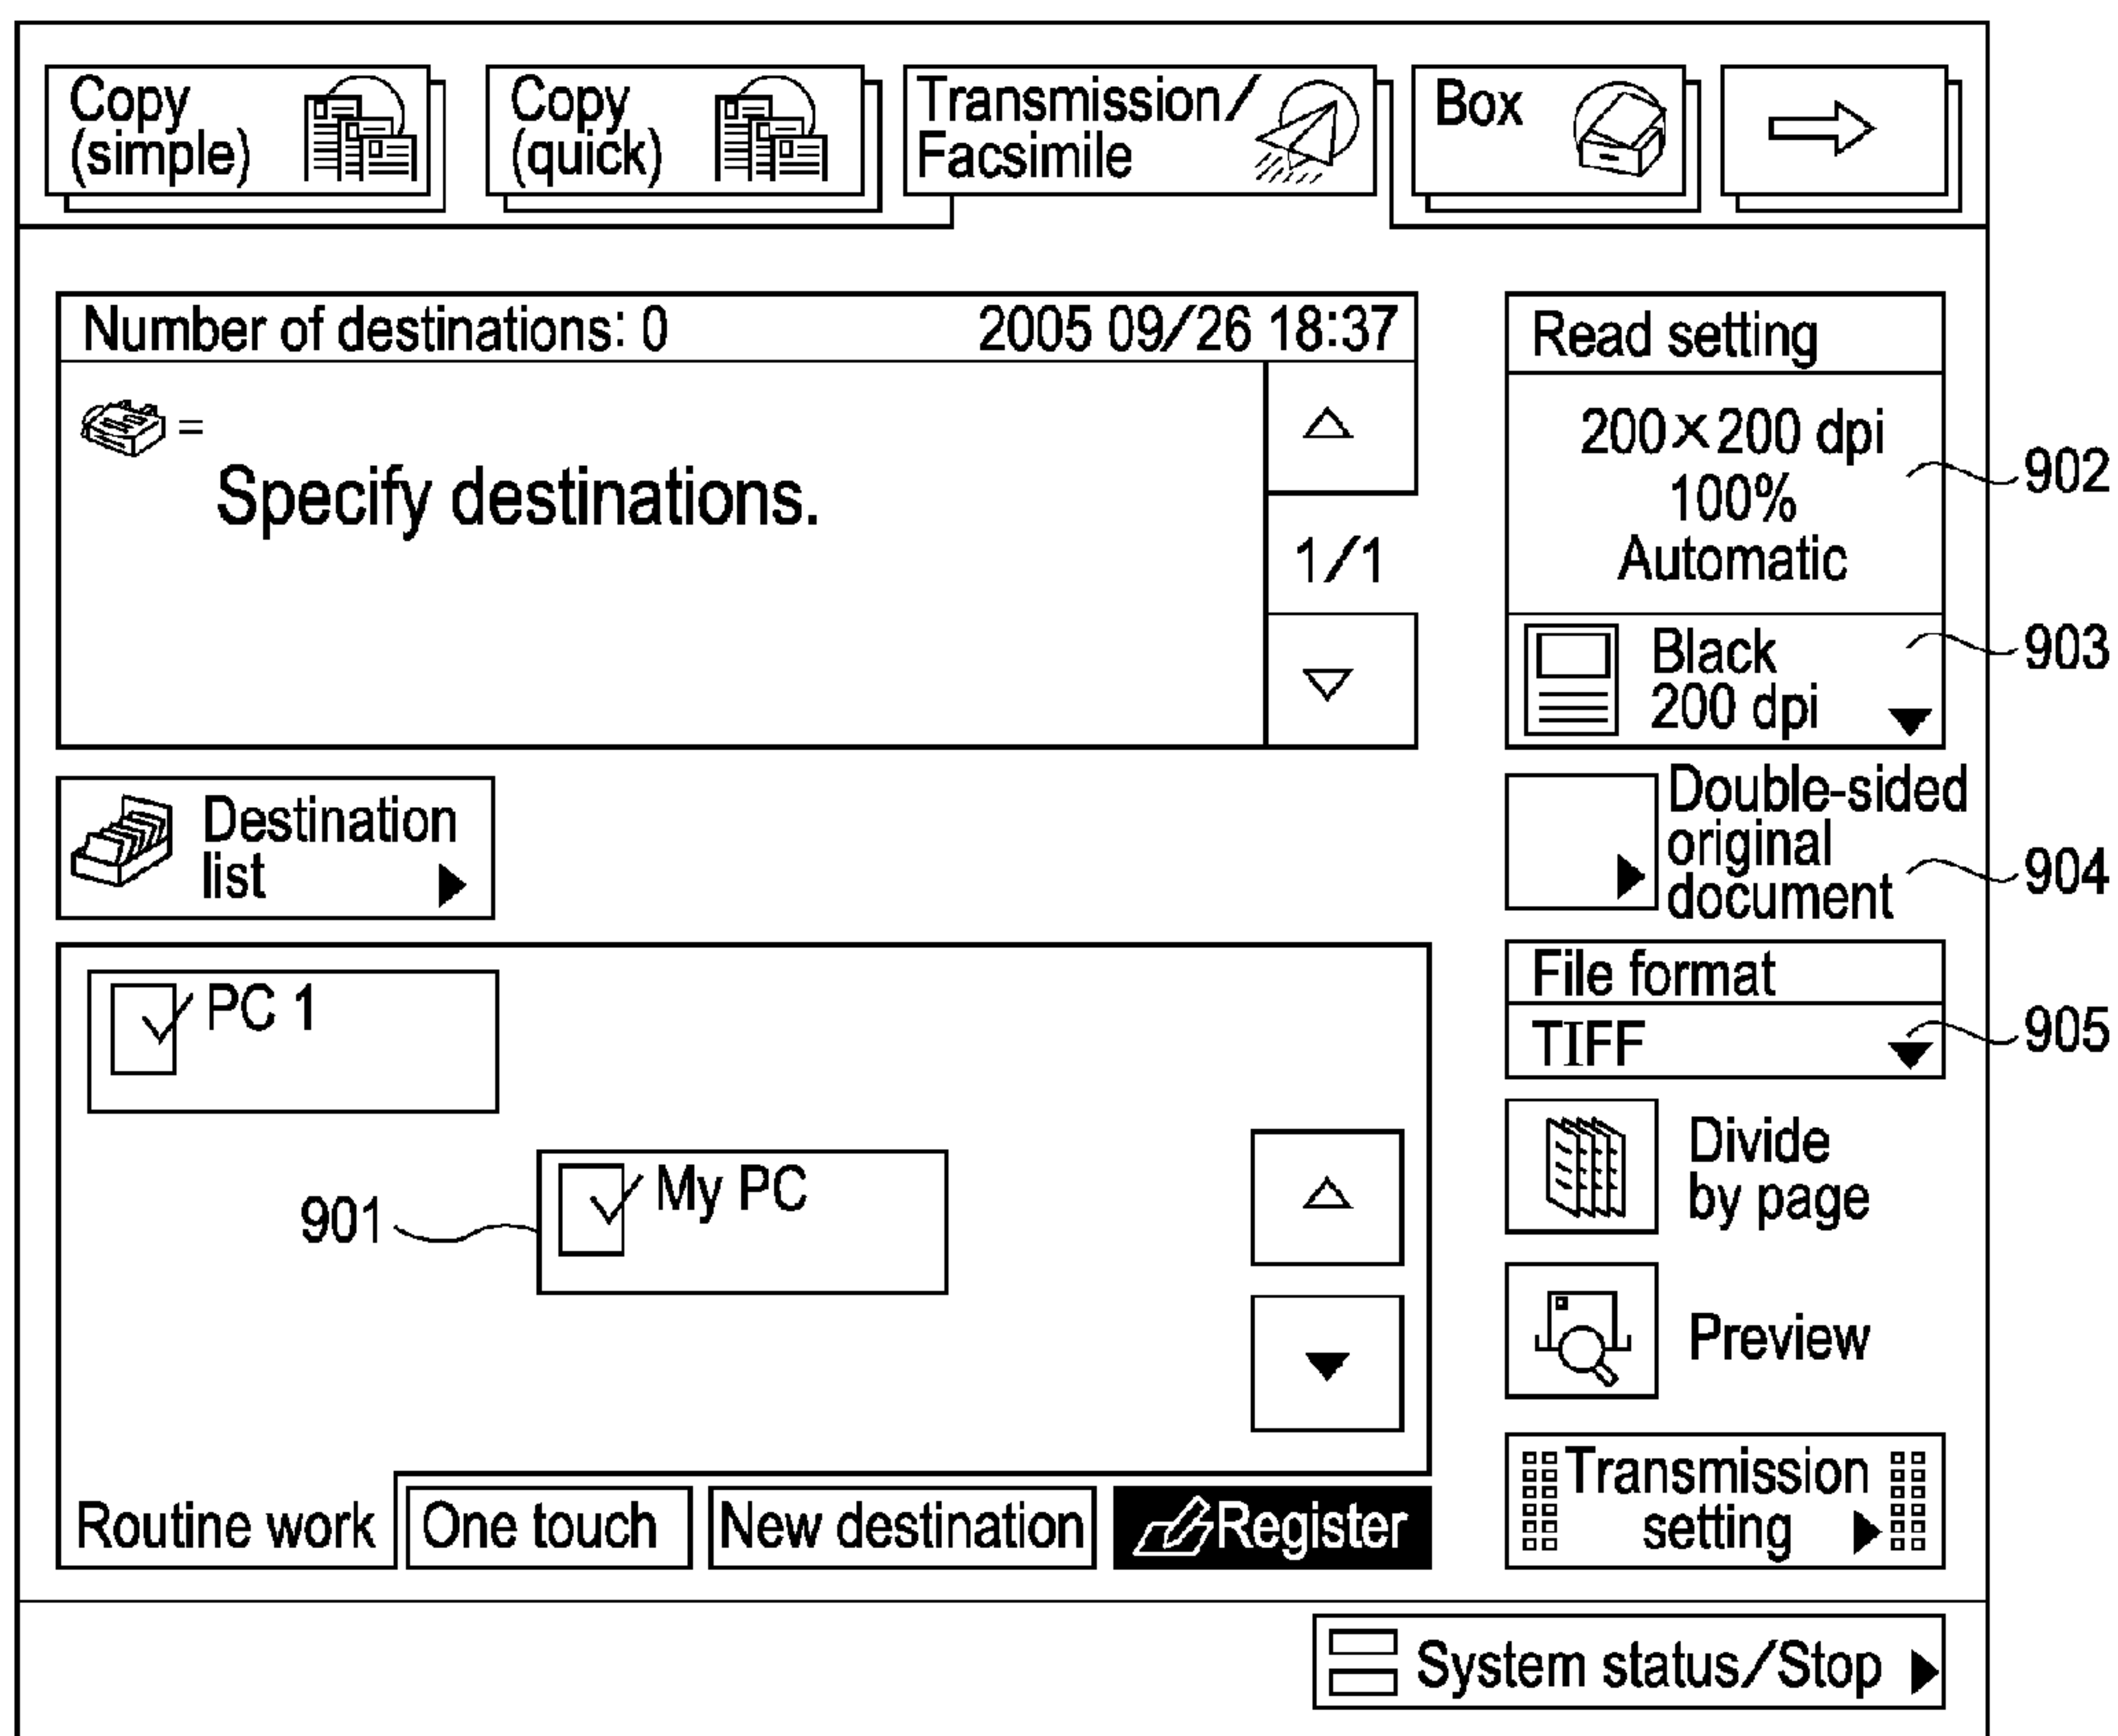 Copy
(simple)
Copy
(quick)
Transmission/
Facsimile
Box
Number of destinations: 0
2005 09/26 18:37
=
Specify destinations.
1/1
Read setting
200×200 dpi
100%
Automatic
902
Black
200 dpi
903
Destination
list
Double-sided
original
document
904
File format
TIFF
905
PC 1
My PC
901
Divide
by page
Preview
Transmission
setting
Routine work
One touch
New destination
Register
System status/Stop